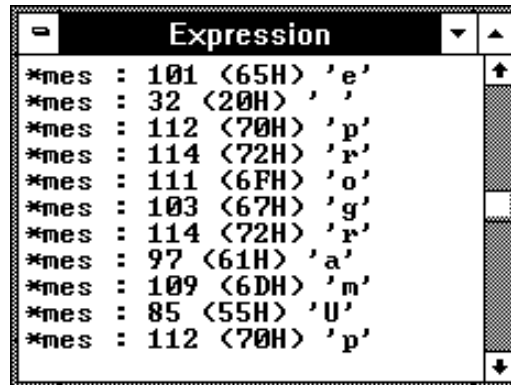 Expression
*mes : 101 (65H) 'e'
*mes : 32 (20H) ' '
*mes : 112 (70H) 'p'
*mes : 114 (72H) 'r'
*mes : 111 (6FH) 'o'
*mes : 103 (67H) 'g'
*mes : 114 (72H) 'r'
*mes : 97 (61H) 'a'
*mes : 109 (6DH) 'm'
*mes : 85 (55H) 'U'
*mes : 112 (70H) 'p'